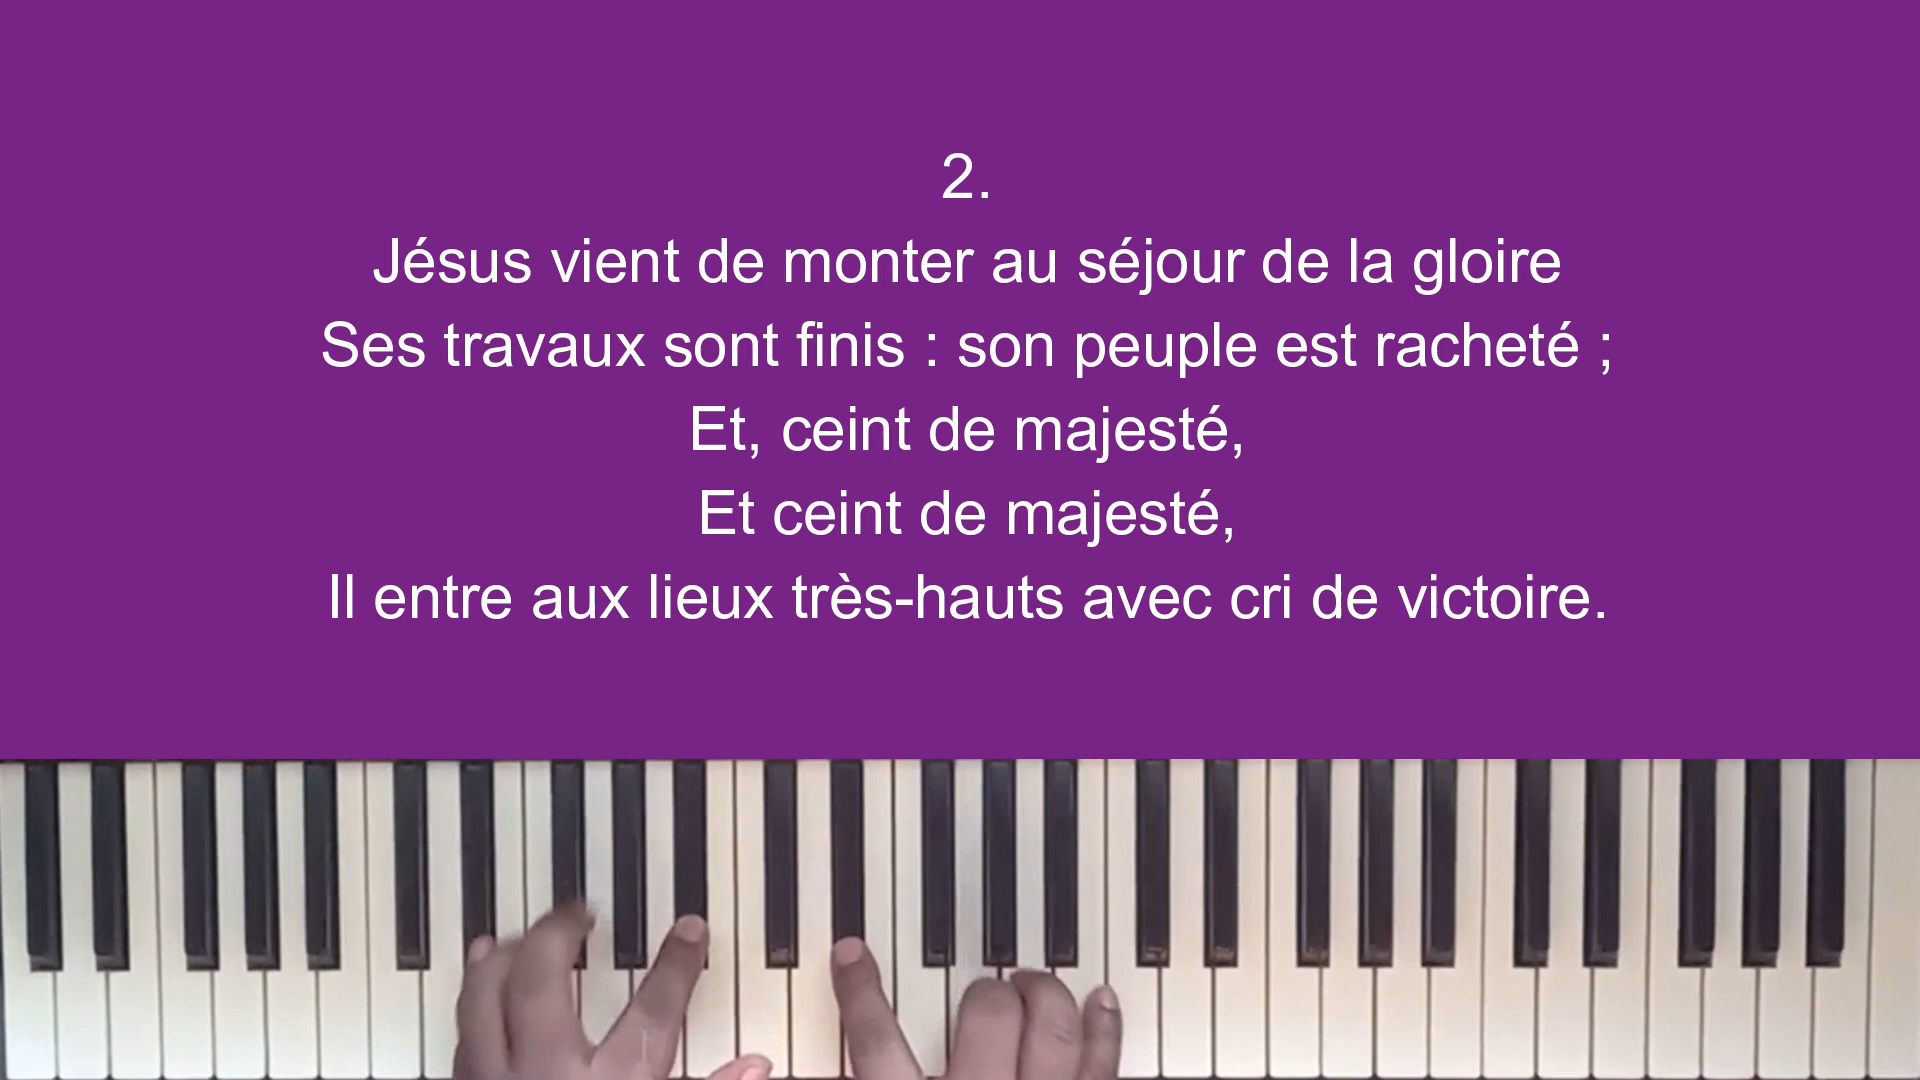 2.
Jésus vient de monter au séjour de la gloire
Ses travaux sont finis : son peuple est racheté ;
Et, ceint de majesté,
Et ceint de majesté,
Il entre aux lieux très-hauts avec cri de victoire.